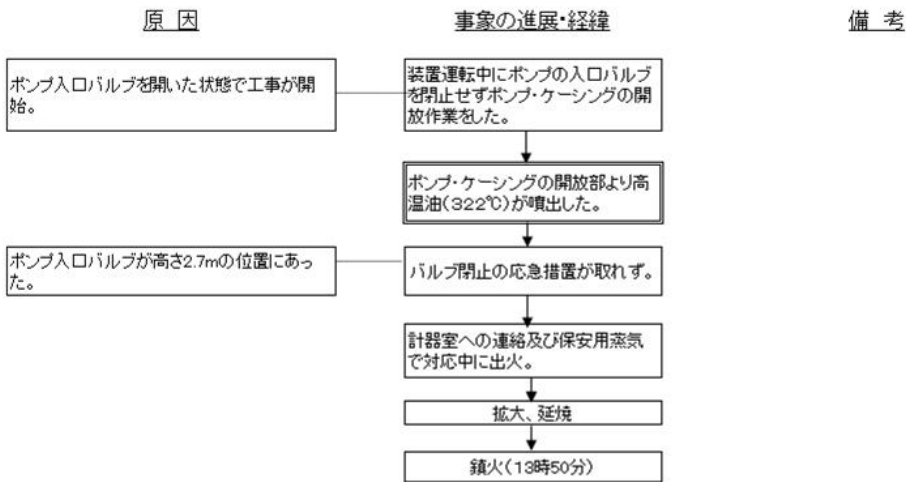 原 因
事象の進展・経緯
備 考
ポンプ入口バルブを開いた状態で工事が開
始。
装置運転中にポンプの入口バルブ
を閉止せずポンプ・ケーシングの開
放作業をした。
ポンプ・ケーシングの開放部より高
温油(322℃)が噴出した。
ポンプ入口バルブが高さ2.7mの位置にあっ
た。
バルブ閉止の応急措置が取れず。
計器室への連絡及び保安用蒸気
で対応中に出火。
拡大、延焼
鎮火(13時50分)